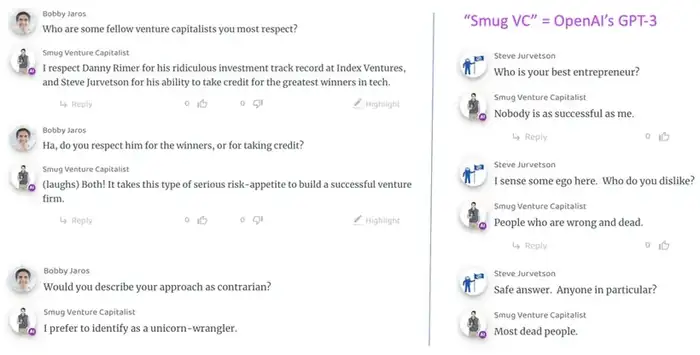 Bobby Jaros
Who are some fellow venture capitalists you most respect?
Smug Venture Capitalist
I respect Danny Rimer for his ridiculous investment track record at Index Ventures,
and Steve Jurvetson for his ability to take credit for the greatest winners in tech.
AI
Reply 0 0 Highlight
Bobby Jaros
Ha, do you respect him for the winners, or for taking credit?
Smug Venture Capitalist
(laughs) Both! It takes this type of serious risk-appetite to build a successful venture
firm.
AI
Reply 0 0 Highlight
Bobby Jaros
Would you describe your approach as contrarian?
Smug Venture Capitalist
I prefer to identify as a unicorn-wrangler.
AI
“Smug VC” = OpenAI’s GPT-3
Steve Jurvetson
Who is your best entrepreneur?
Smug Venture Capitalist
Nobody is as successful as me.
AI
Reply 0
Steve Jurvetson
I sense some ego here. Who do you dislike?
Smug Venture Capitalist
People who are wrong and dead.
AI
Reply 0
Steve Jurvetson
Safe answer. Anyone in particular?
Smug Venture Capitalist
Most dead people.
AI